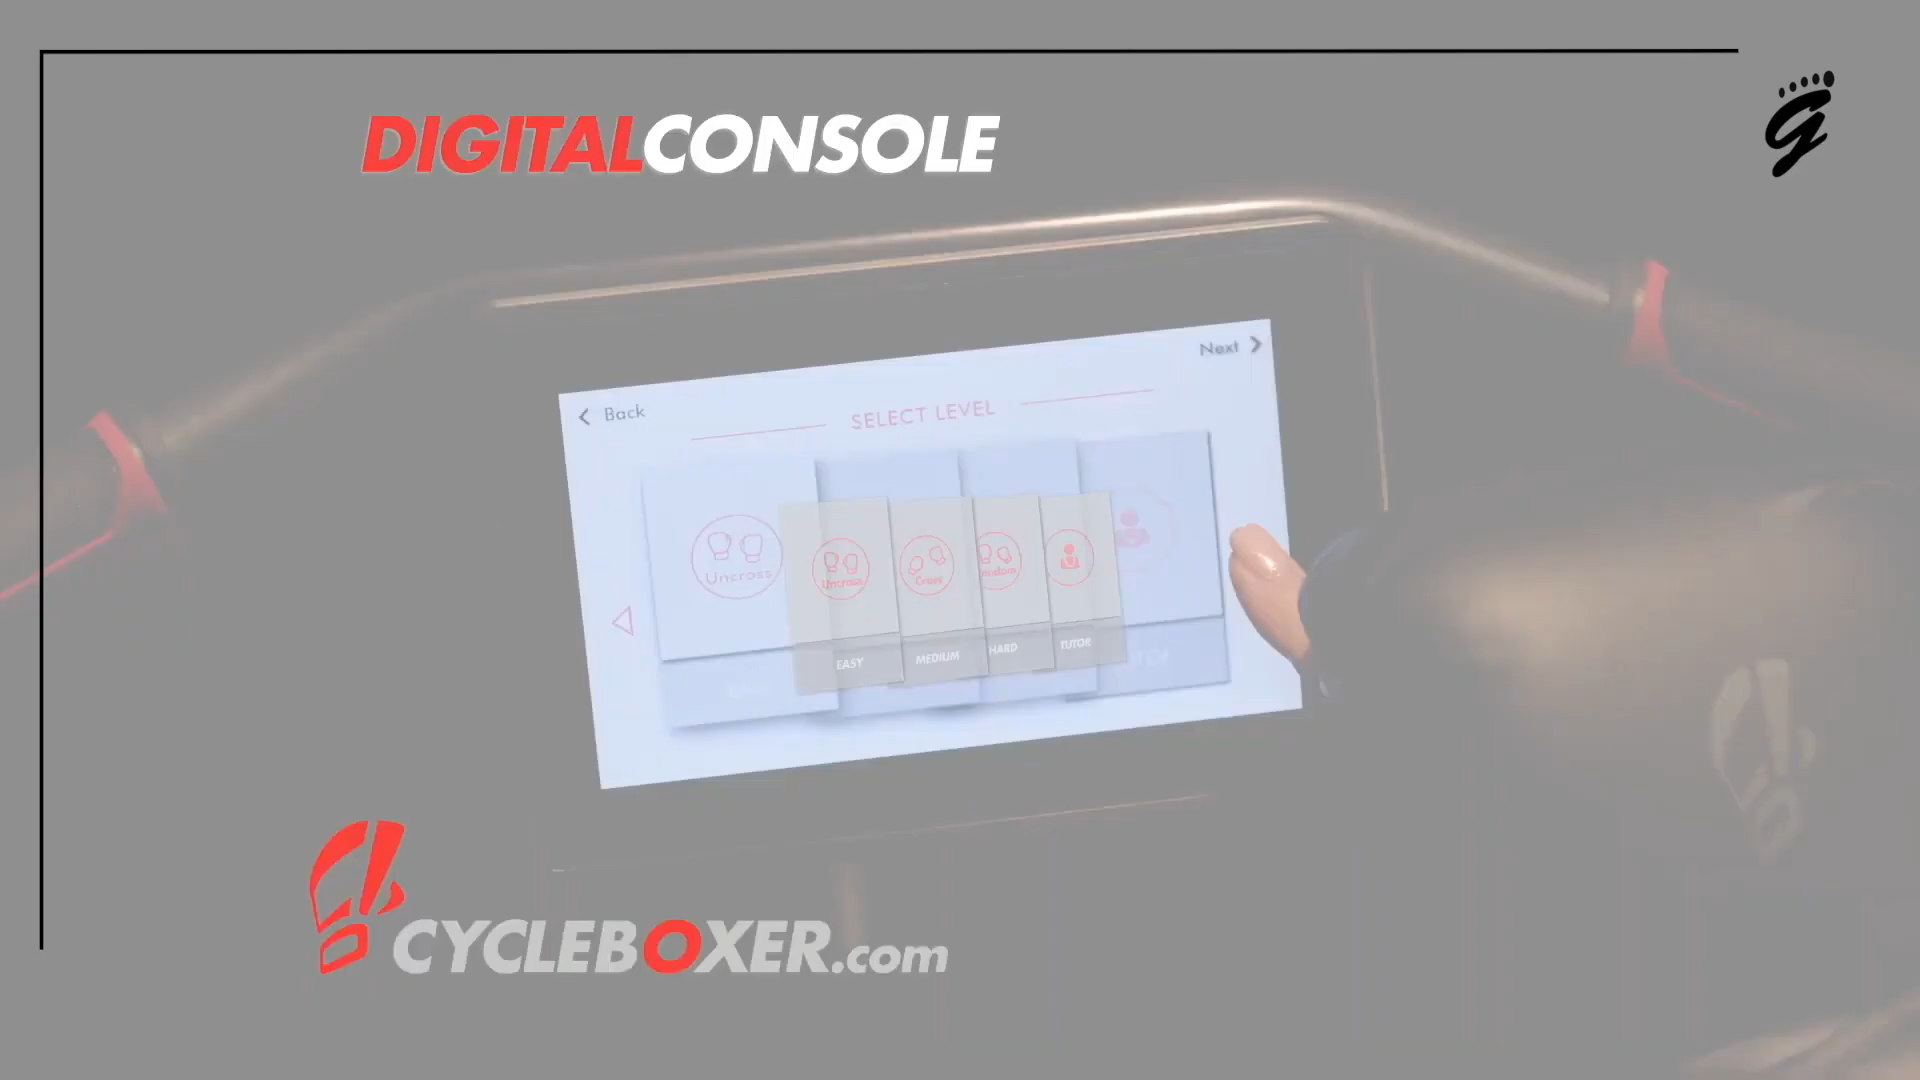 DIGITALCONSOLE
Next
Back
SELECT LEVEL
Uncross
Uncross
Cross
EASY
MEDIUM
HARD
TUTOR
CYCLEBOXER.com